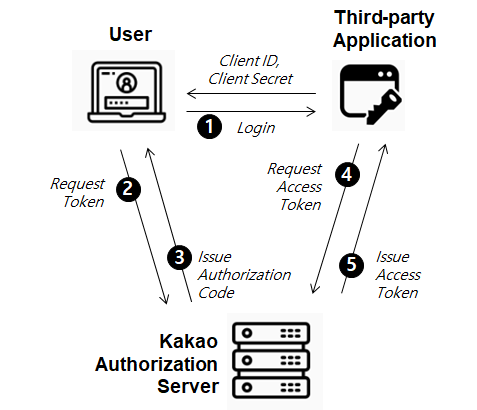 User
Third-party
Application
Client ID,
Client Secret
1
Login
Request
Token
2
3
Issue
Authorization
Code
Request
Access
Token
4
5
Issue
Access
Token
Kakao
Authorization
Server